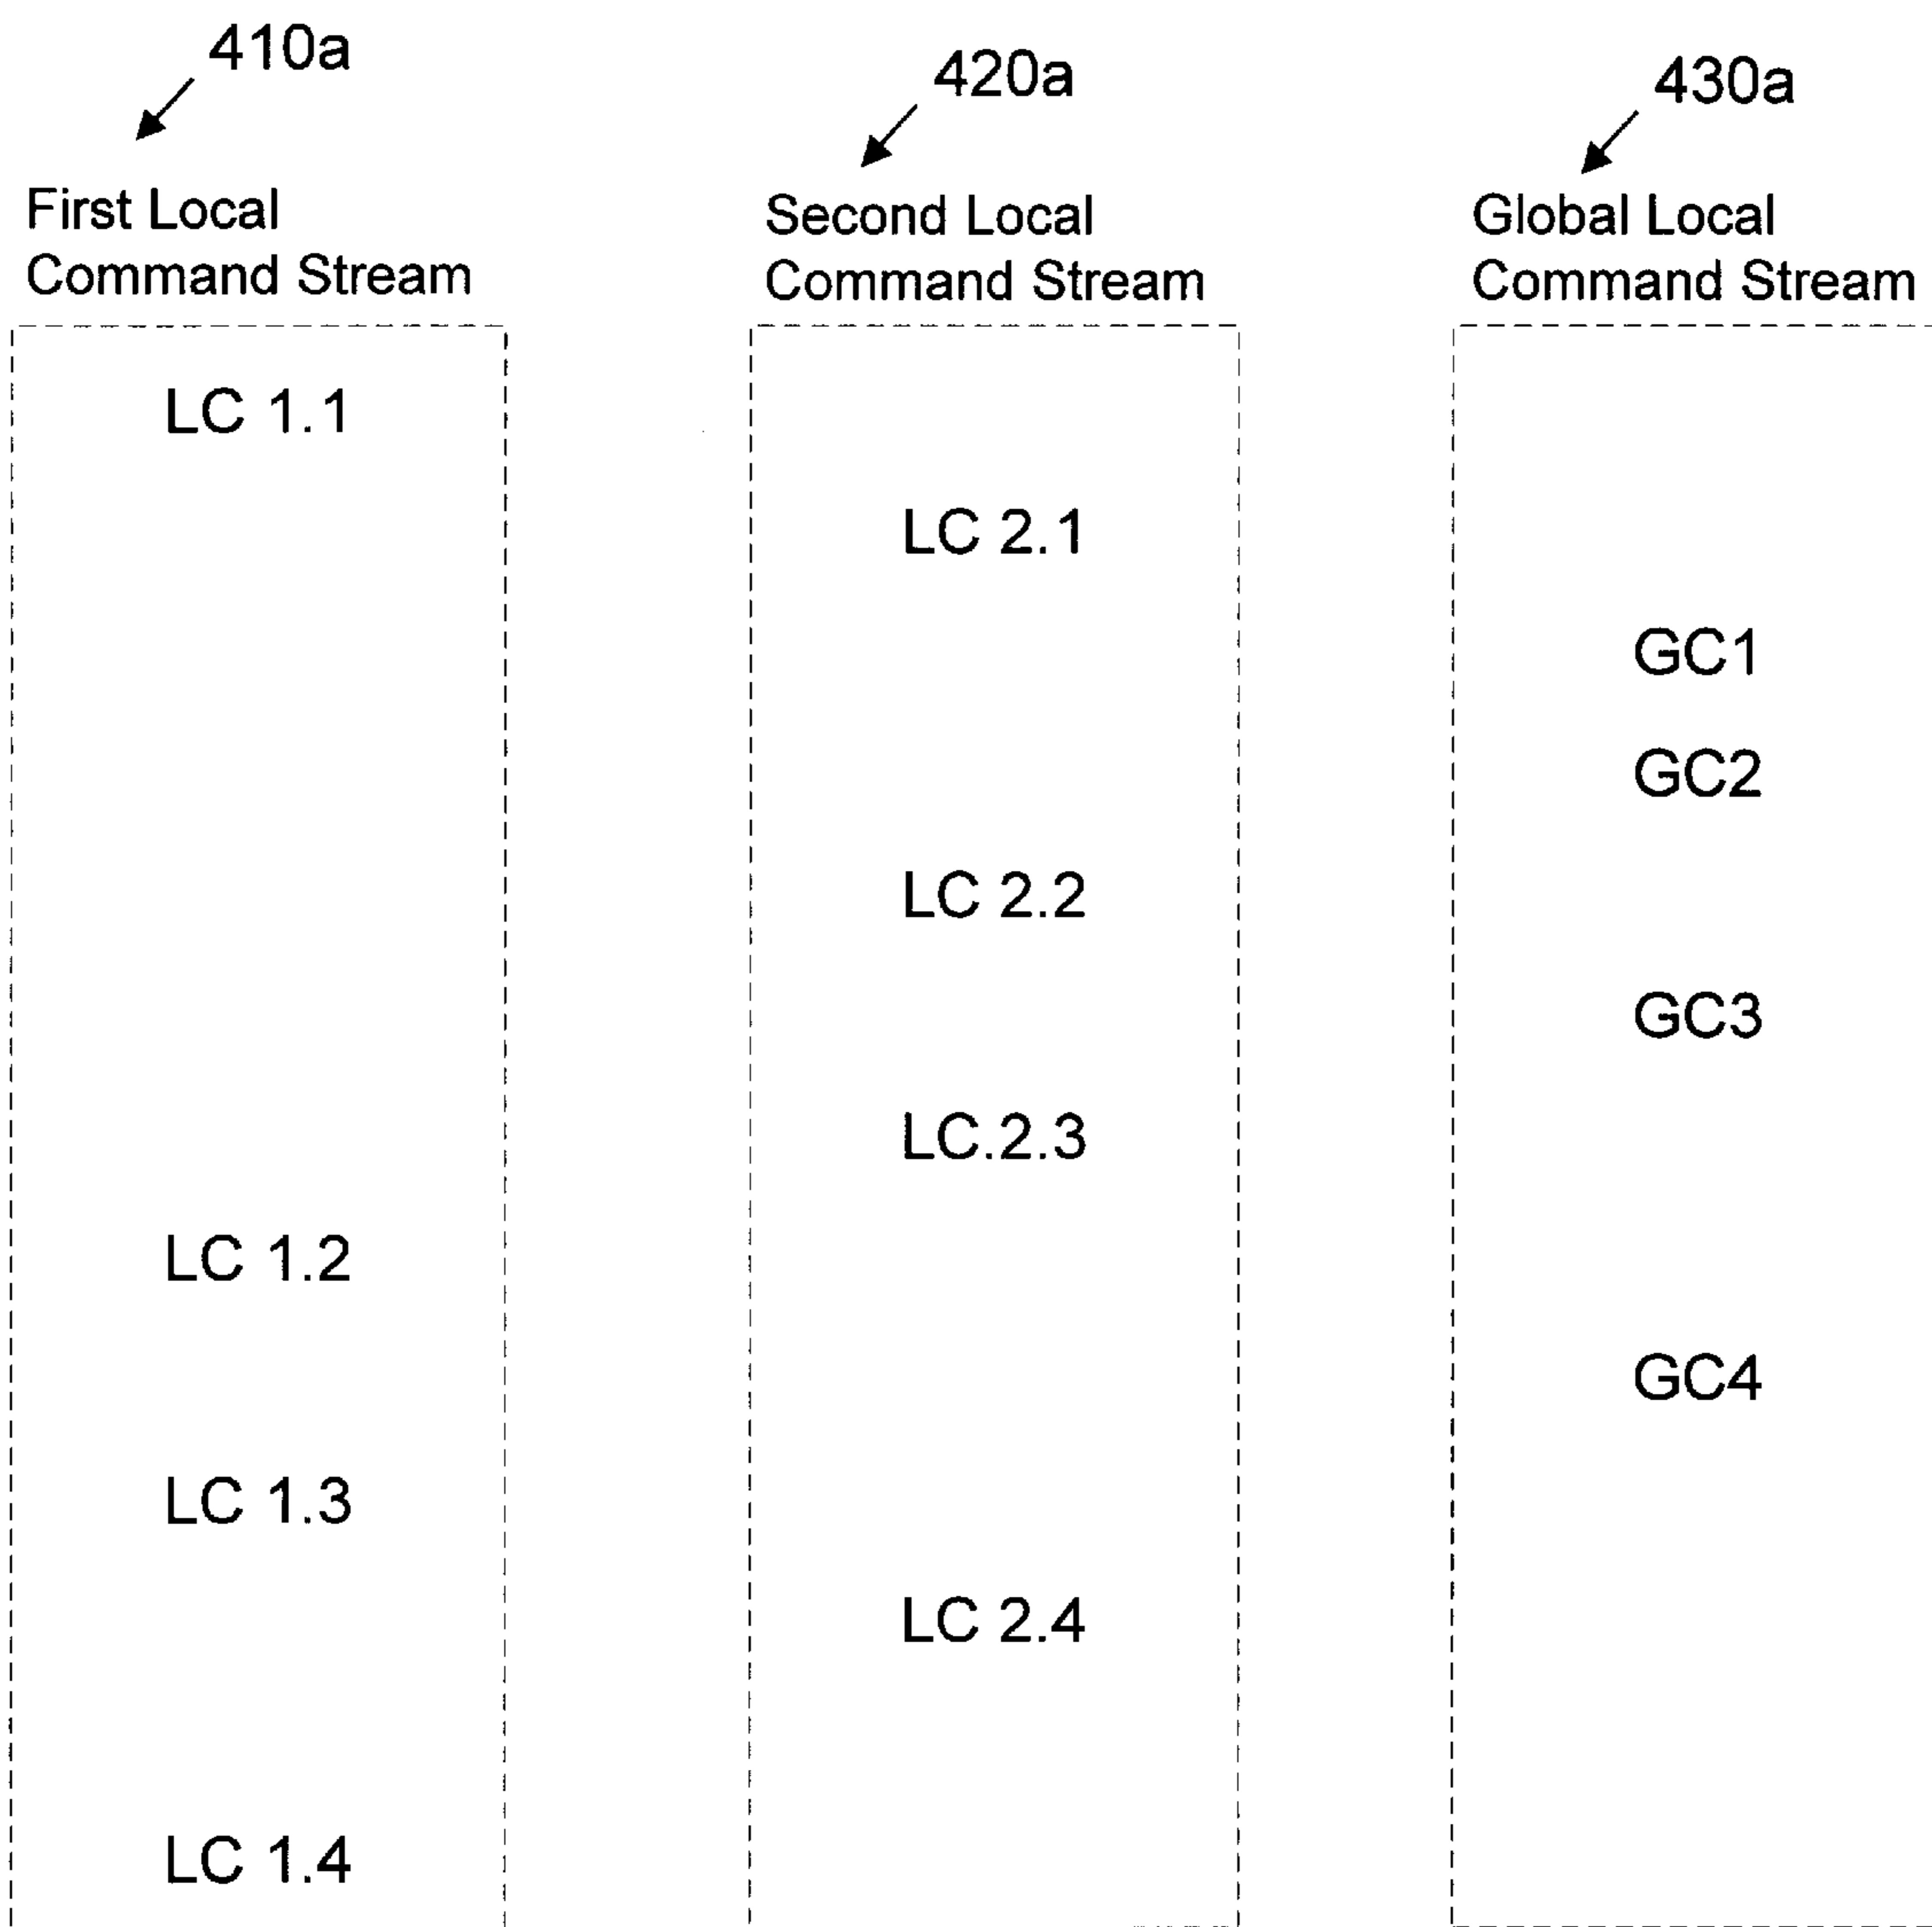 410a
420a
430a
First Local
Command Stream
Second Local
Command Stream
Global Local
Command Stream
LC 1.1
LC 2.1
GC1
GC2
LC 2.2
GC3
LC.2.3
LC 1.2
GC4
LC 1.3
LC 2.4
LC 1.4